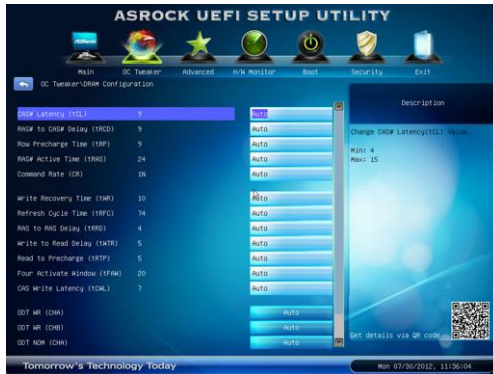 ASROCK UEFI SETUP UTILITY
ASRock
Main OC Tweaker Advanced H/W Monitor Boot Security Exit
OC Tweaker\DRAM Configuration
Description
CAS# Latency (tCL) 9 Auto
Change CAS# Latency(tCL) Value.
RAS# to CAS# Delay (tRCD) 9 Auto
Min: 4
Row Precharge Time (tRP) 9 Auto
Max: 15
RAS# Active Time (tRAS) 24 Auto
Command Rate (CR) 1N Auto
Write Recovery Time (tWR) 10 Auto
Refresh Cycle Time (tRFC) 74 Auto
RAS to RAS Delay (tRRD) 4 Auto
Write to Read Delay (tWTR) 5 Auto
Read to Precharge (tRTP) 5 Auto
Four Activate Window (tFAW) 20 Auto
CAS Write Latency (tCWL) 7 Auto
ODT WR (CHA) Auto
ODT WR (CHB) Auto
ODT NOM (CHA) Auto
Get details via QR code
Tomorrow's Technology Today
Mon 07/30/2012, 11:36:04